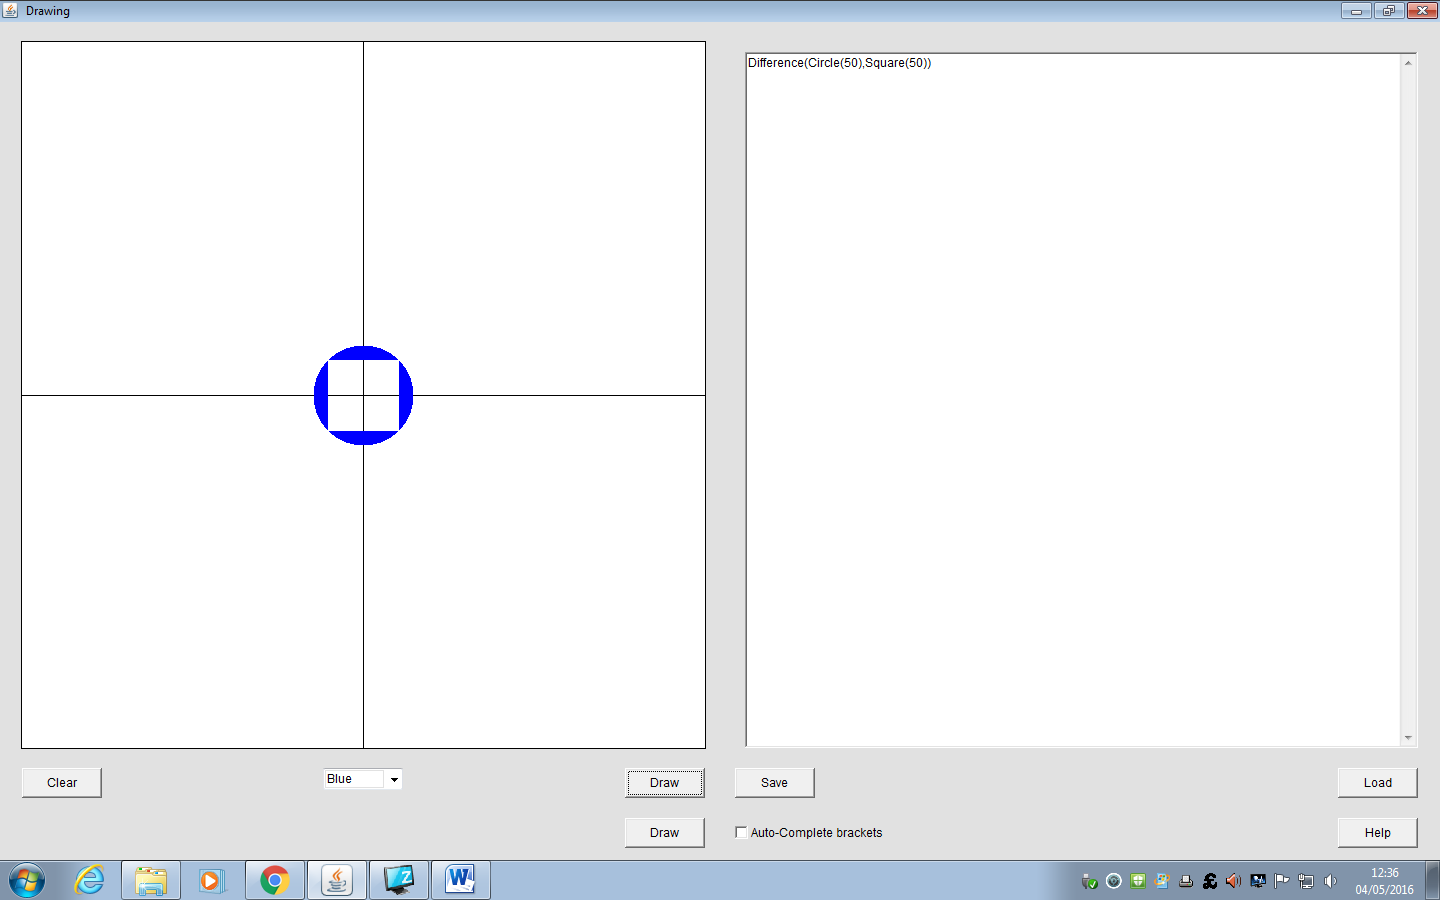 Drawing
Difference(Circle(50),Square(50))
Clear
Blue
Draw
Save
Load
Draw
Auto-Complete brackets
Help
12:36
04/05/2016